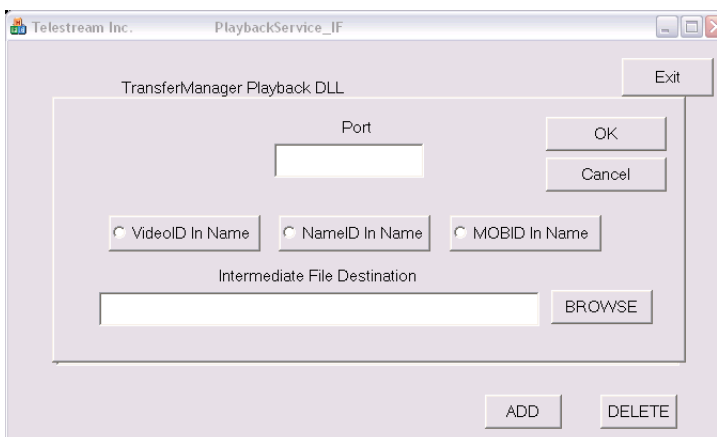 Telestream Inc. PlaybackService_IF
Exit
TransferManager Playback DLL
Port
OK
Cancel
VideoID In Name NameID In Name MOBID In Name
Intermediate File Destination
BROWSE
ADD DELETE